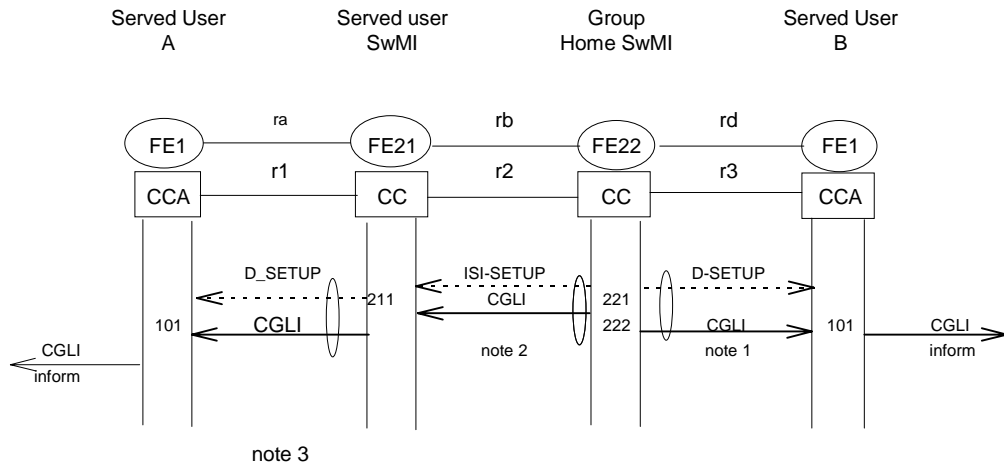 Served User
A
Served user
SwMI
Group
Home SwMI
Served User
B
ra
rb
rd
FE1
FE21
FE22
FE1
r1
r2
r3
CCA
CC
CC
CCA
D_SETUP
ISI-SETUP
D-SETUP
211
CGLI
221
101
CGLI
222
CGLI
101
CGLI
CGLI
note 2
note 1
inform
inform
note 3